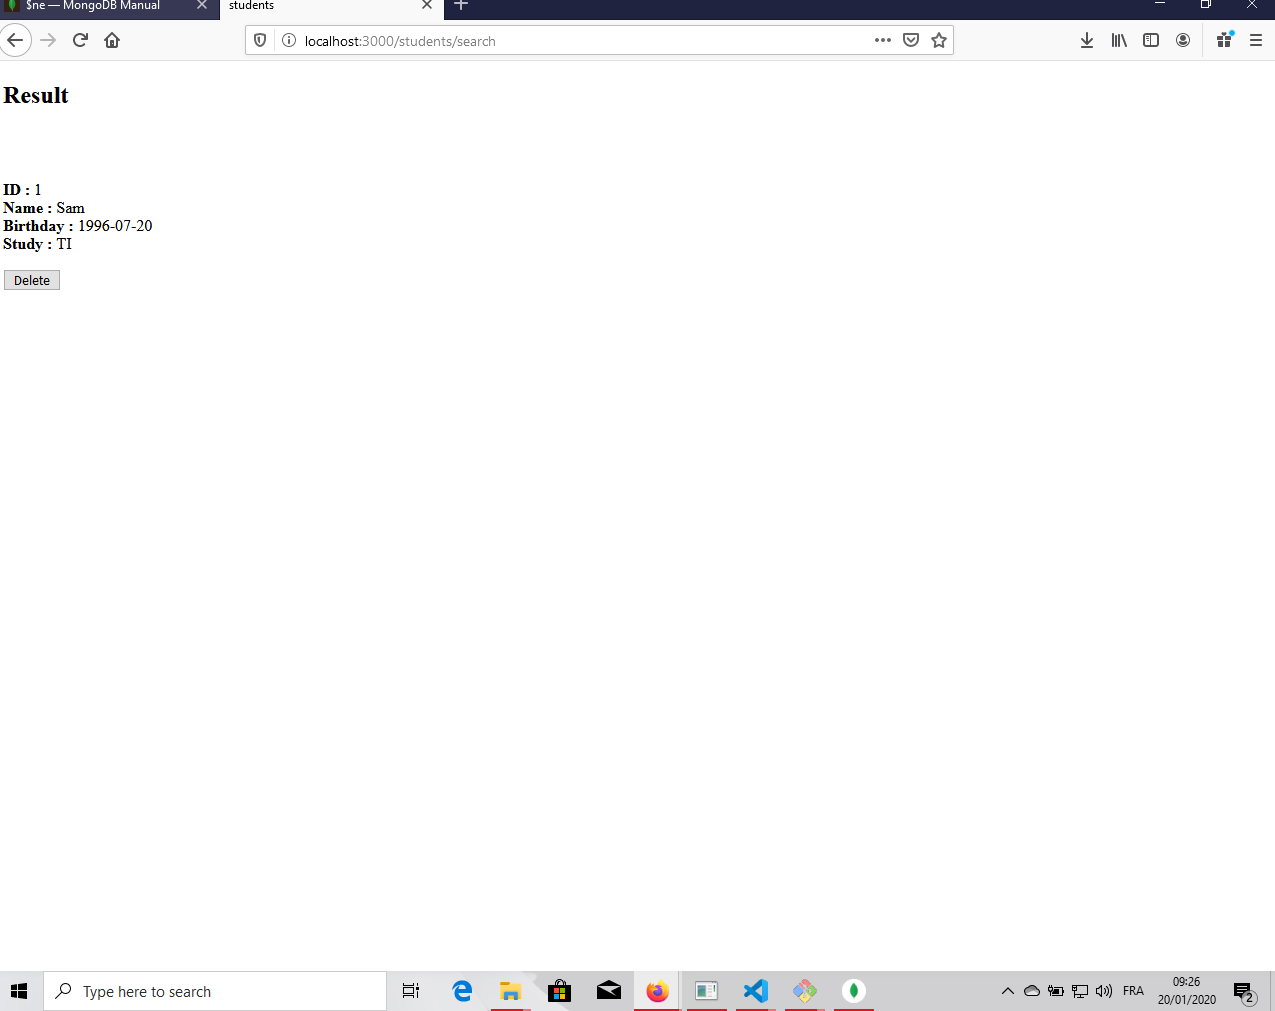 $ne — MongoDB Manual
students
localhost:3000/students/search
Result
ID : 1
Name : Sam
Birthday : 1996-07-20
Study : TI
Delete
Type here to search
FRA
09:26
20/01/2020
2